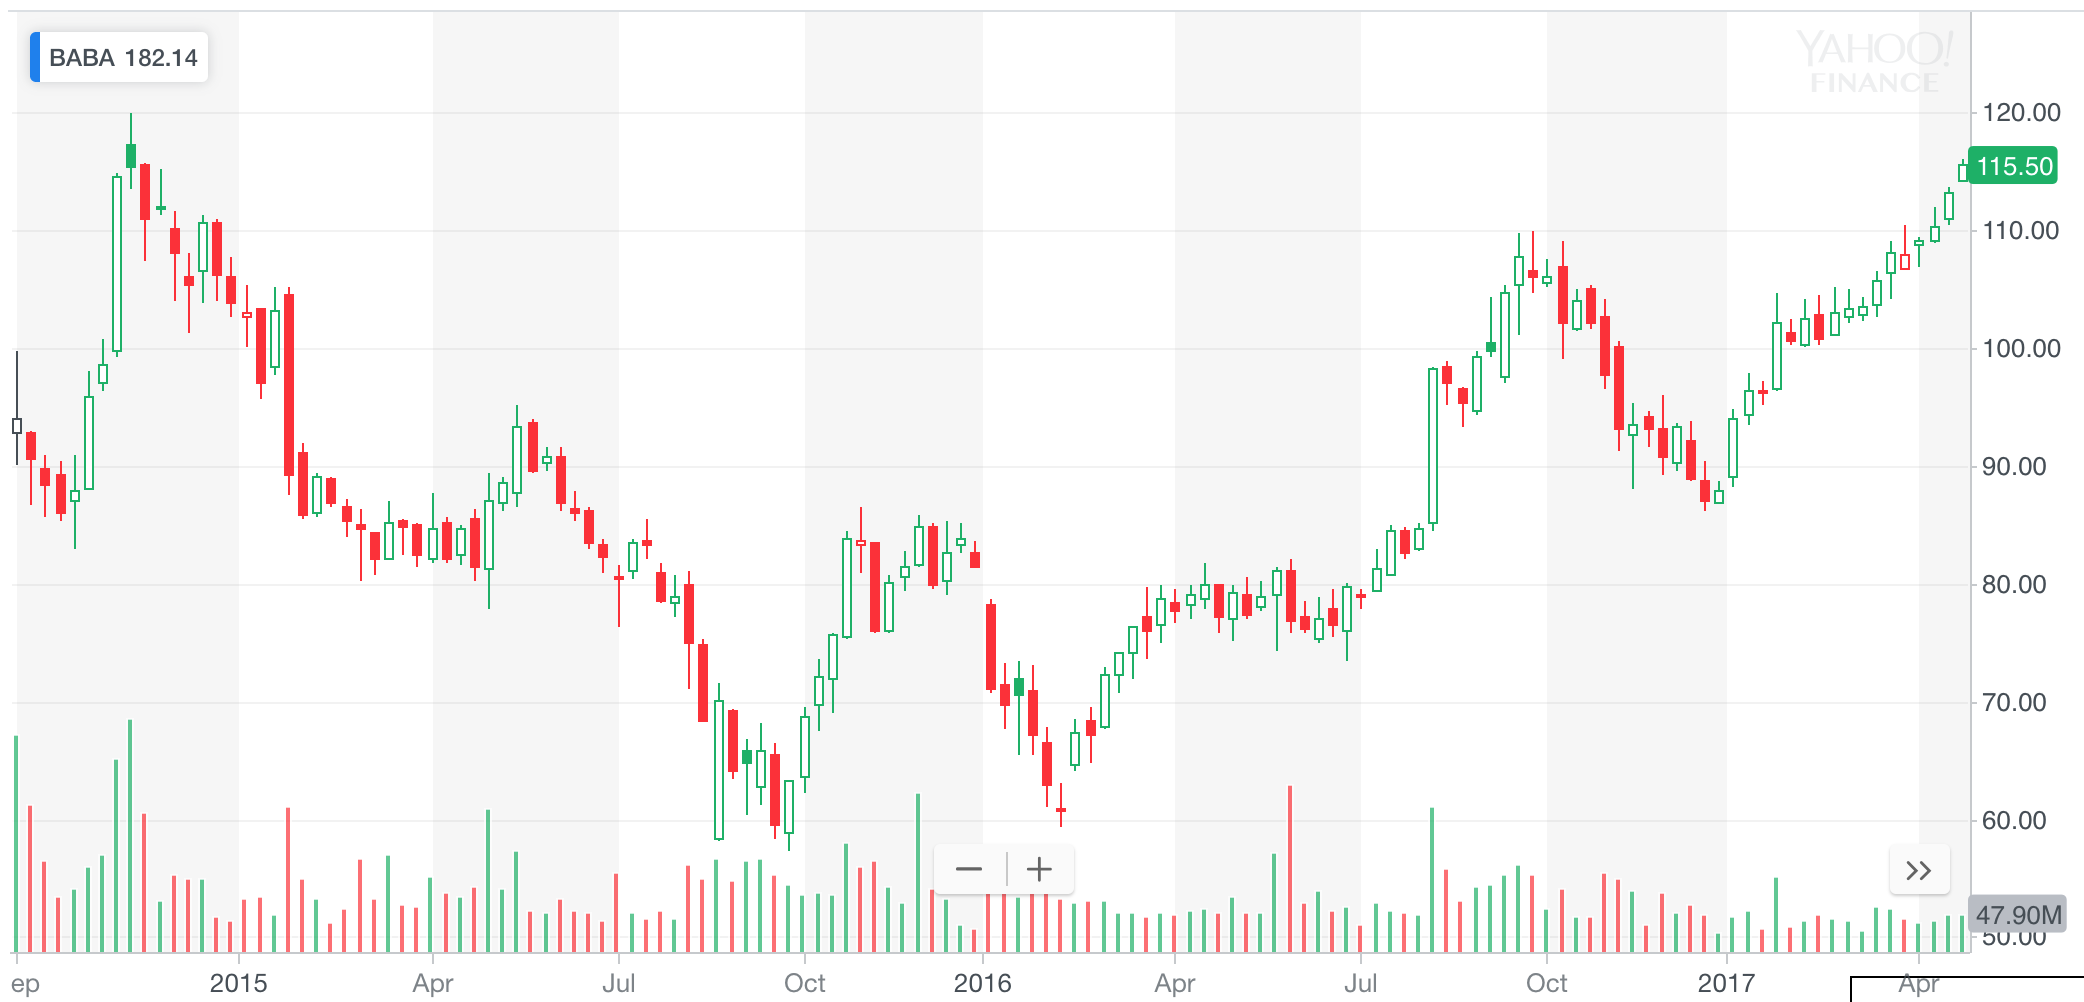 BABA 182.14
YAHOO!
FINANCE
120.00
115.50
110.00
100.00
90.00
80.00
70.00
60.00
47.90M
50.00
ep 2015 Apr Jul Oct 2016 Apr Jul Oct 2017 Apr